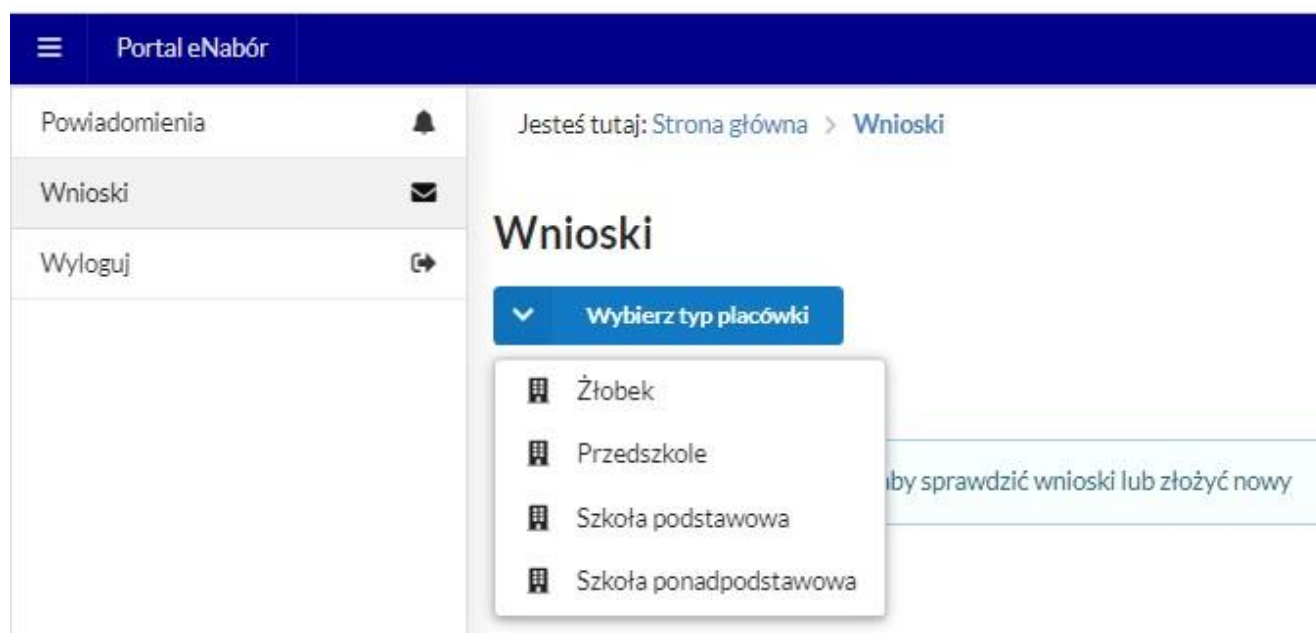 Portal eNabór
Powiadomienia
Wnioski
Wyloguj
Jesteś tutaj: Strona główna > Wnioski
Wnioski
Wybierz typ placówki
Żłobek
Przedszkole
Szkoła podstawowa
Szkoła ponadpodstawowa
sprawdzić wnioski lub złożyć nowy